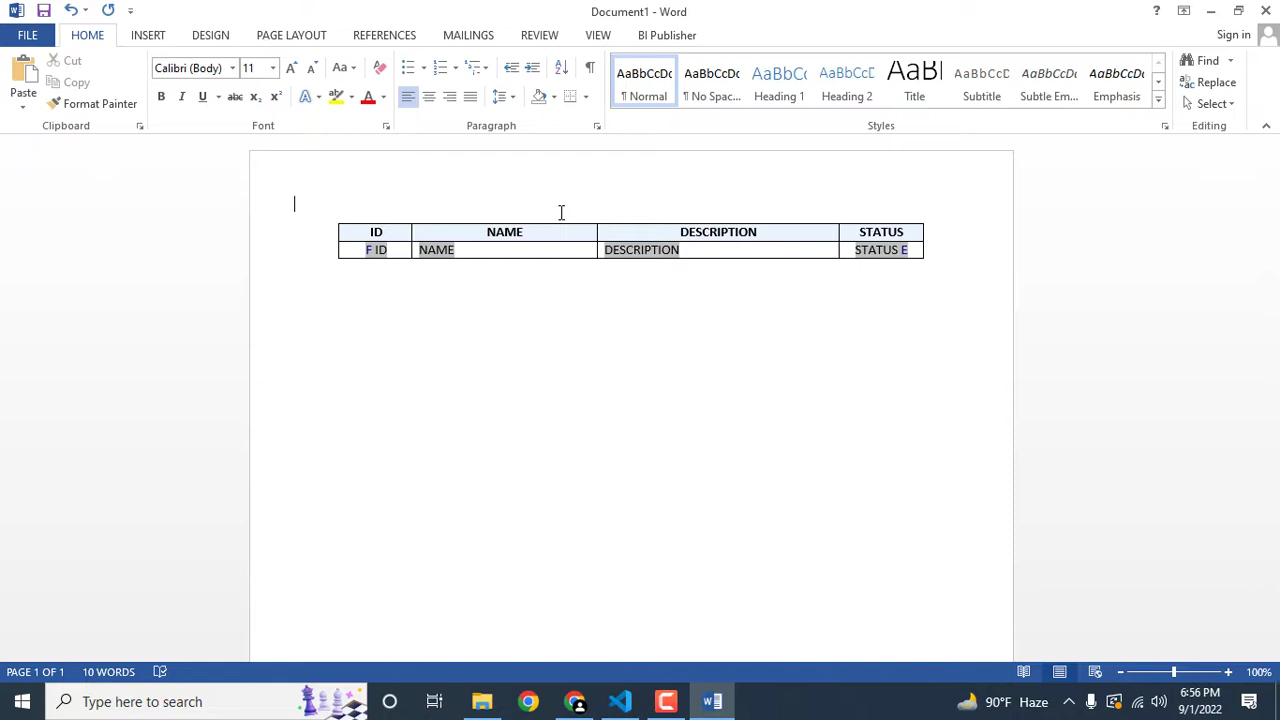 Document1 - Word
?
FILE HOME INSERT DESIGN PAGE LAYOUT REFERENCES MAILINGS REVIEW VIEW BI Publisher Sign in
Paste
Cut
Copy
Format Painter
Clipboard
Calibri (Body) 11
Font
Paragraph
AaBbCcDc AaBbCcDc AaBbCc AaBbCcD AaBl AaBbCcD AaBbCcDc AaBbCcDc
¶ Normal ¶ No Spac... Heading 1 Heading 2 Title Subtitle Subtle Em... Emphasis
Styles
Find
Replace
Select
Editing
ID NAME DESCRIPTION STATUS
F ID NAME DESCRIPTION STATUS E
PAGE 1 OF 1 10 WORDS 100%
Type here to search
90°F Haze
6:56 PM
9/1/2022